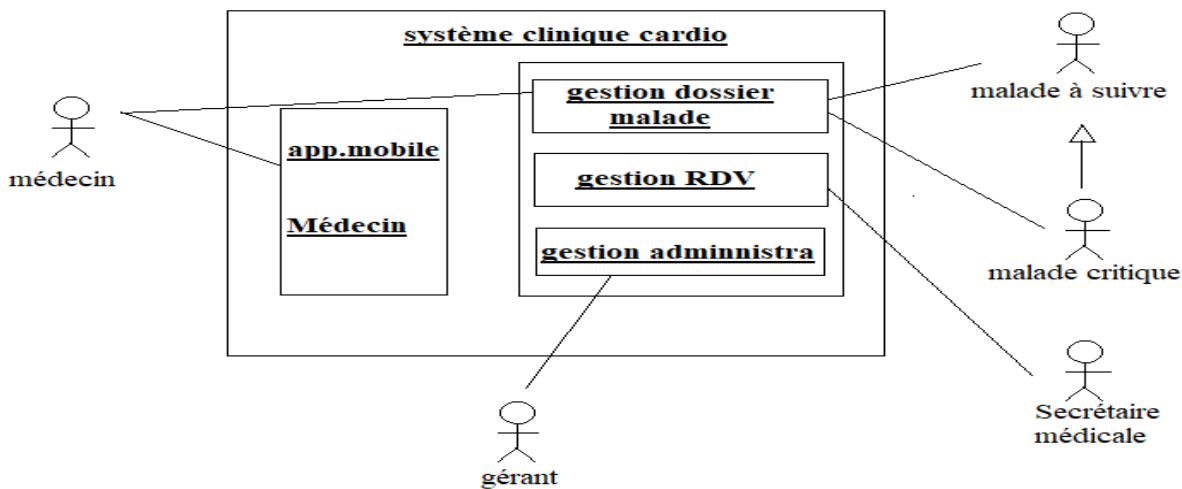 système clinique cardio
gestion dossier
malade
malade à suivre
médecin
app.mobile
gestion RDV
Médecin
gestion adminnistra
malade critique
Secrétaire
médicale
gérant